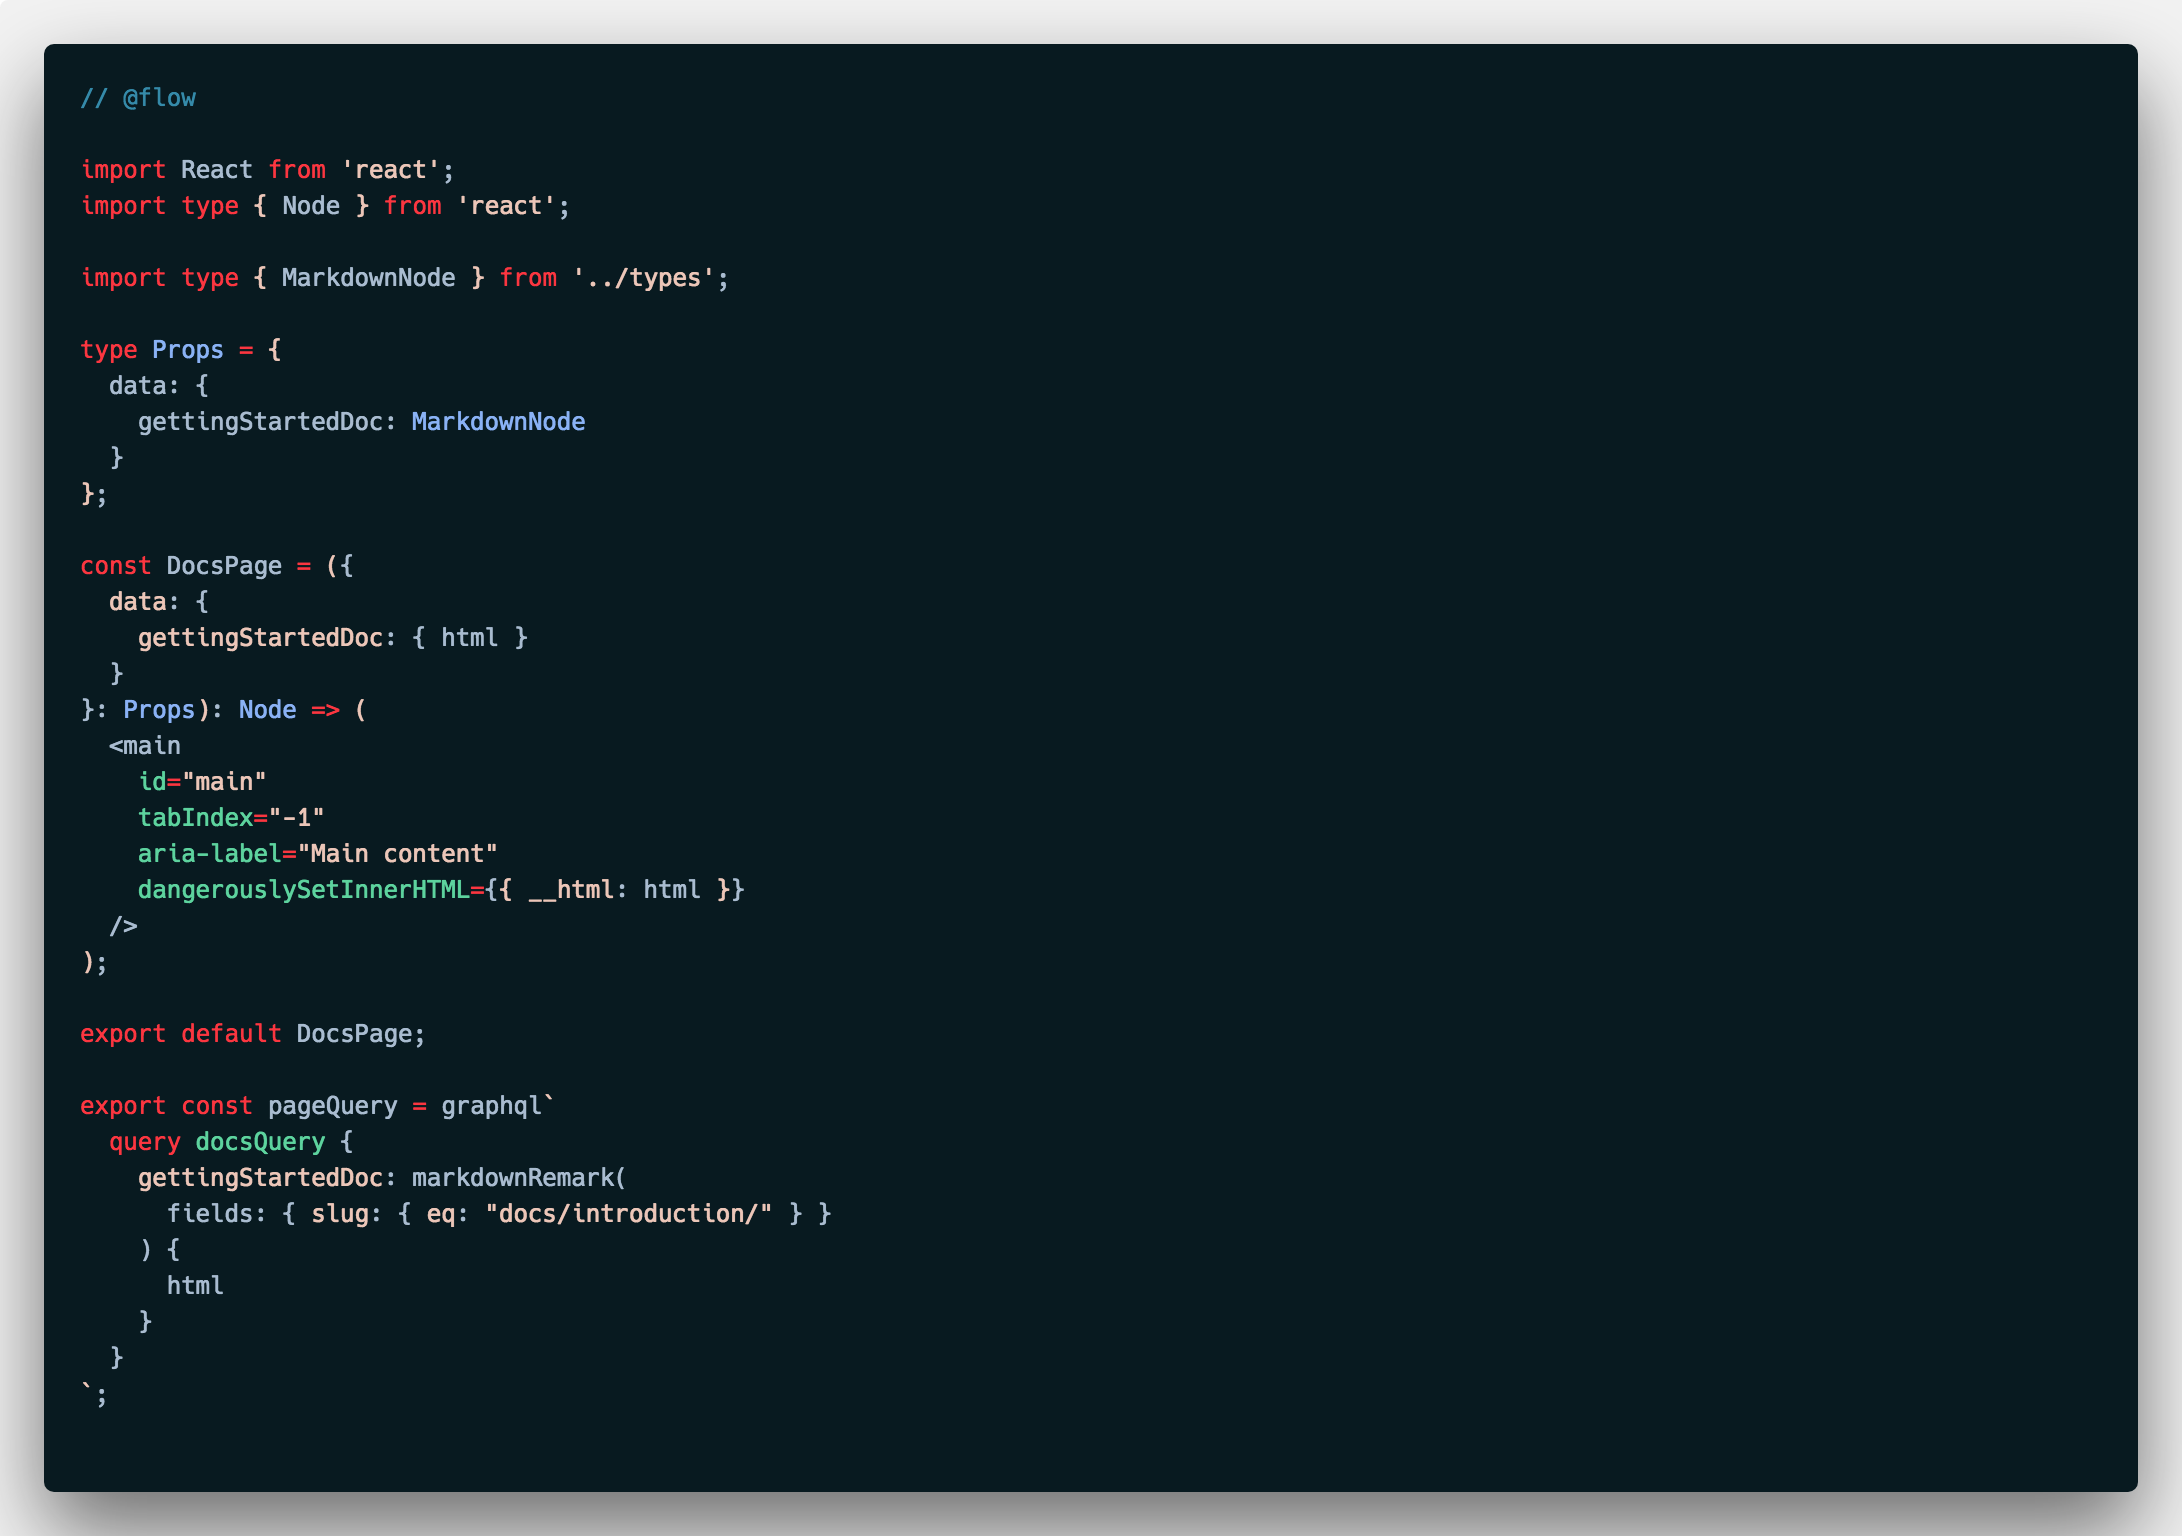 // @flow

import React from 'react';
import type { Node } from 'react';

import type { MarkdownNode } from '../types';

type Props = {
  data: {
    gettingStartedDoc: MarkdownNode
  }
};

const DocsPage = ({
  data: {
    gettingStartedDoc: { html }
  }
}: Props): Node => (
  <main
    id="main"
    tabIndex="-1"
    aria-label="Main content"
    dangerouslySetInnerHTML={{ __html: html }}
  />
);

export default DocsPage;

export const pageQuery = graphql`
  query docsQuery {
    gettingStartedDoc: markdownRemark(
      fields: { slug: { eq: "docs/introduction/" } }
    ) {
      html
    }
  }
`;